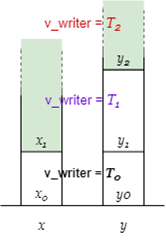 v_writer = T₂
y₂
v_writer = T₁
x₁ y₁
v_writer = T₀
x₀ y0
x y